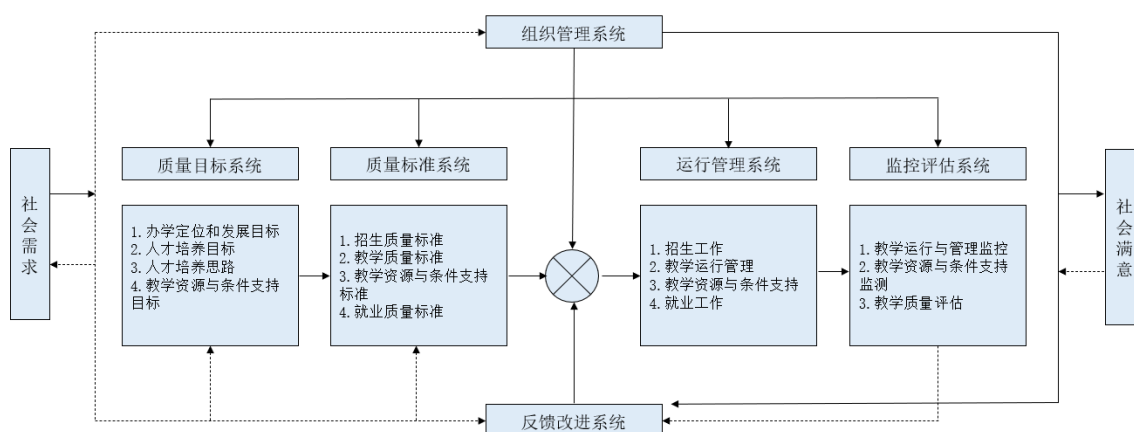 组织管理系统
质量目标系统
质量标准系统
运行管理系统
监控评估系统
社会需求
1. 办学定位和发展目标
2. 人才培养目标
3. 人才培养思路
4. 教学资源与条件支持
目标
1. 招生质量标准
2. 教学质量标准
3. 教学资源与条件支持
标准
4. 就业质量标准
1. 招生工作
2. 教学运行管理
3. 教学资源与条件支持
4. 就业工作
1. 教学运行与管理监控
2. 教学资源与条件支持
监测
3. 教学质量评估
社会满意
反馈改进系统